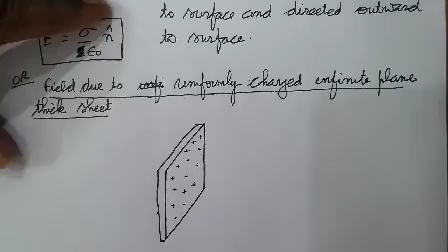 to surface and directed outward
E = σ/ε₀ n̂
to surface.
OR Field due to uniformly charged infinite plane
thick sheet